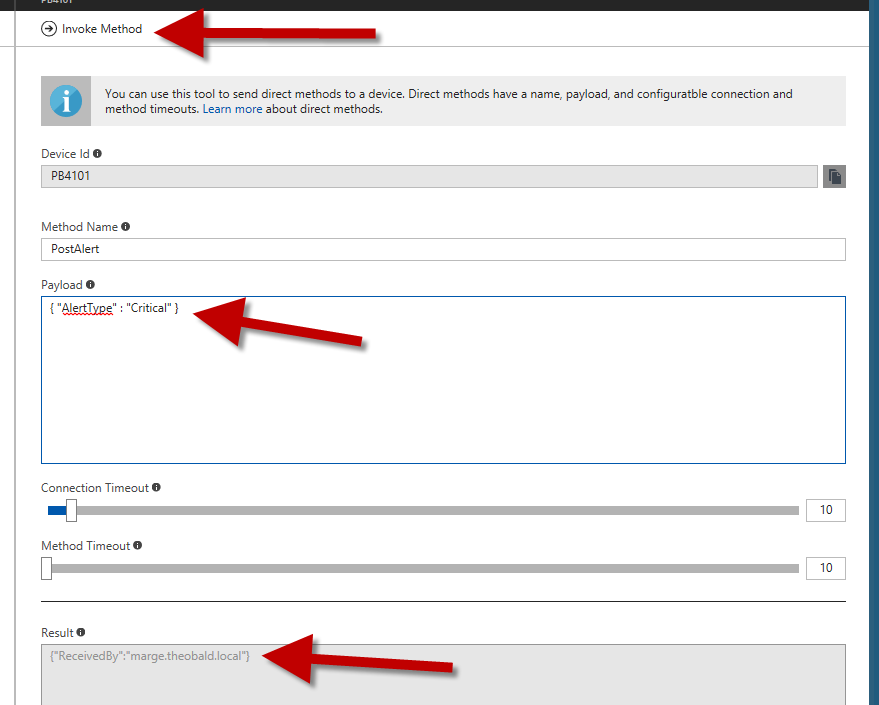 PB4101
Invoke Method
You can use this tool to send direct methods to a device. Direct methods have a name, payload, and configuratble connection and
method timeouts. Learn more about direct methods.
Device Id
PB4101
Method Name
PostAlert
Payload
{ "AlertType" : "Critical" }
Connection Timeout
10
Method Timeout
10
Result
{"ReceivedBy":"marge.theobald.local"}